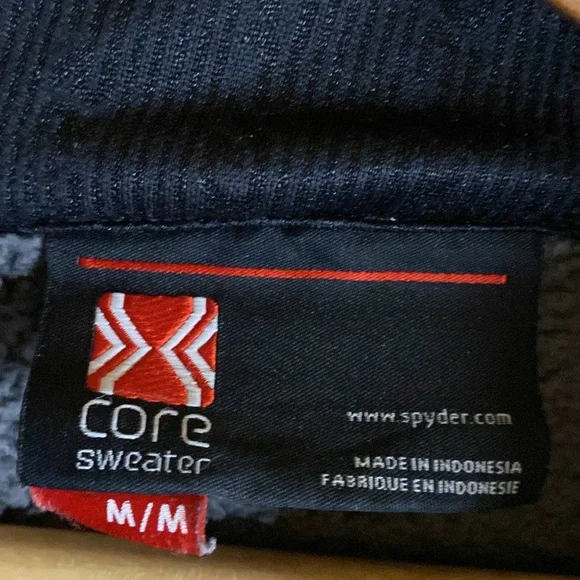 core
sweater
www.spyder.com
MADE IN INDONESIA
FABRIQUE EN INDONESIE
M/M